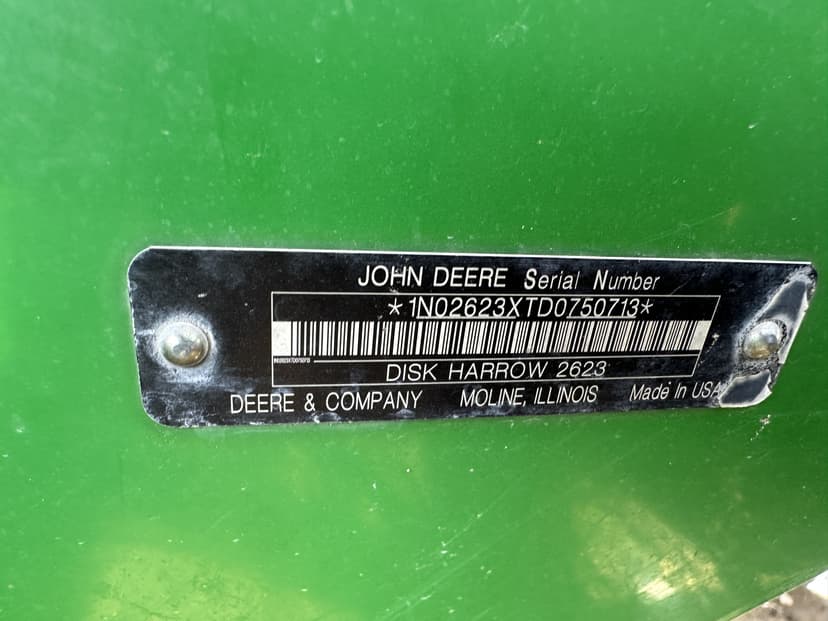 JOHN DEERE Serial Number
*1N02623XTD0750713*
DISK HARROW 2623
DEERE & COMPANY MOLINE, ILLINOIS Made In USA